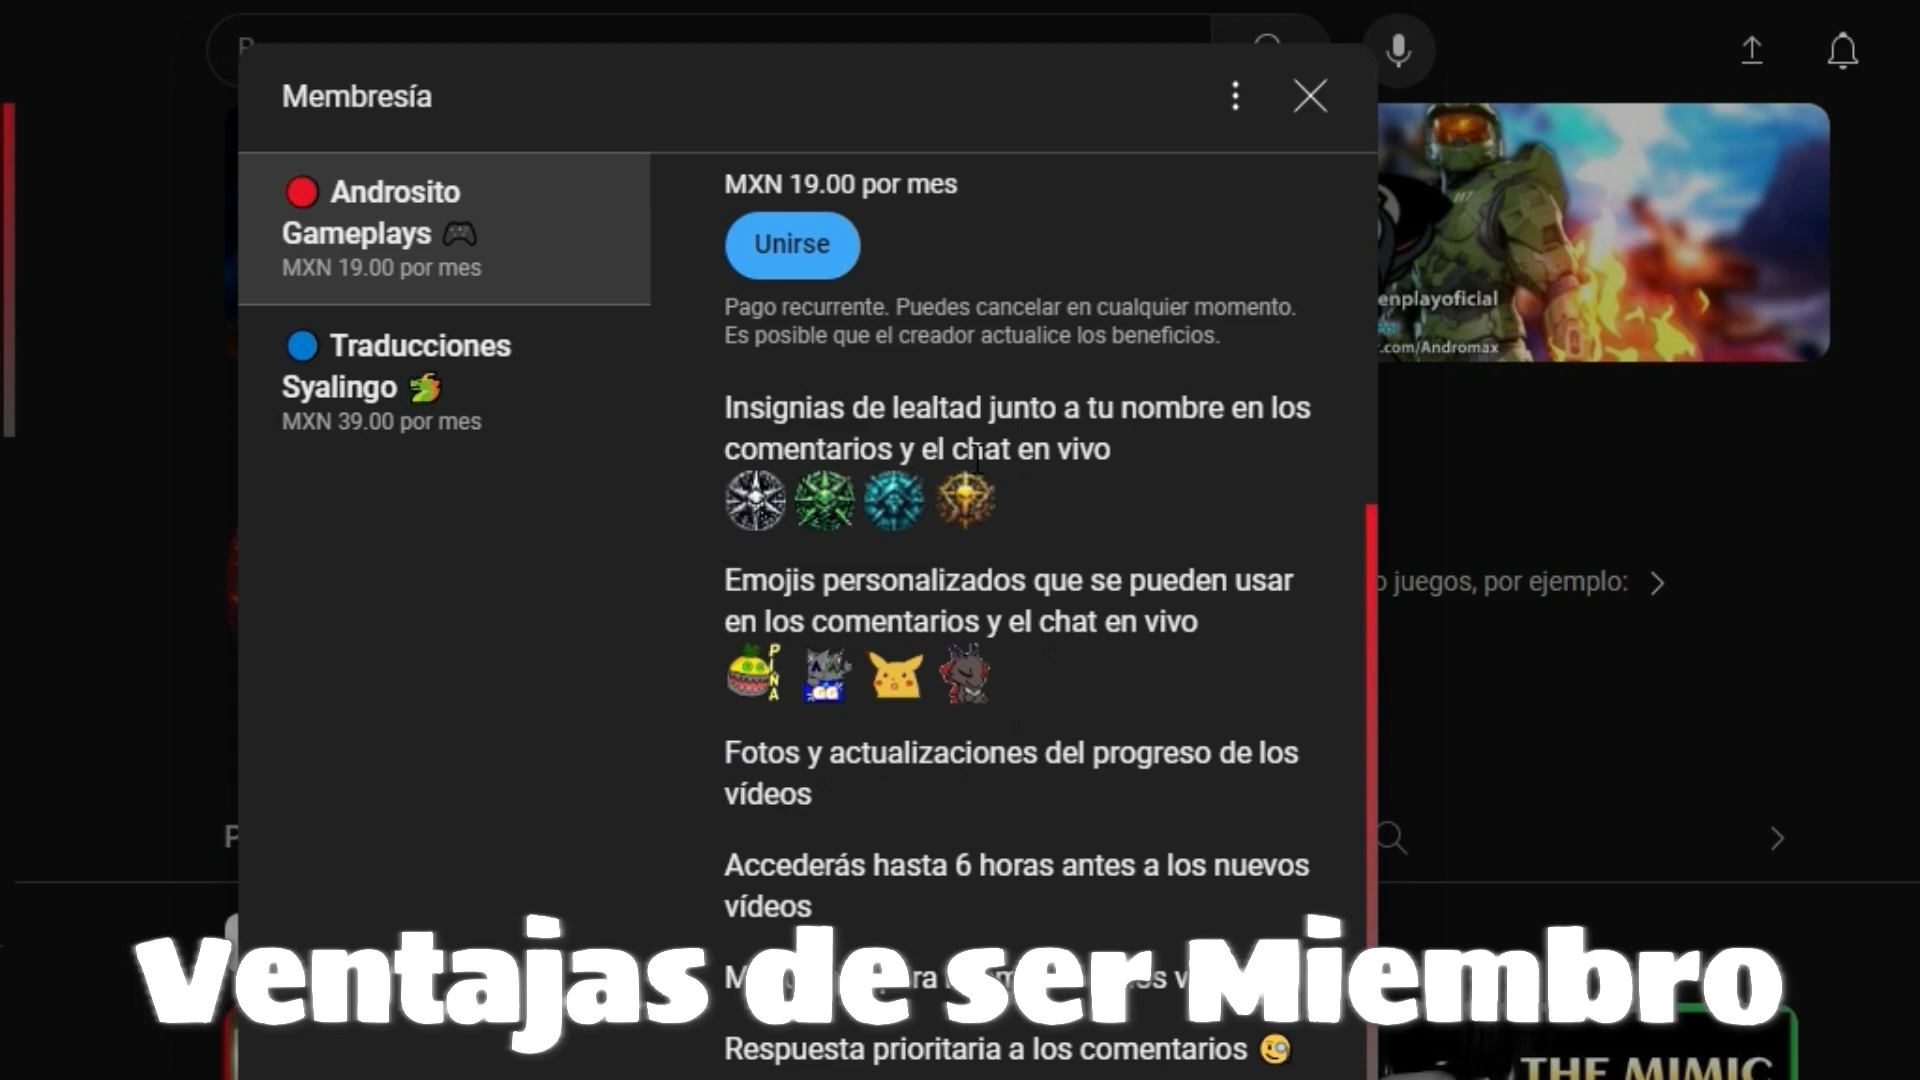 Membresía
Androsito
Gameplays
MXN 19.00 por mes
Traducciones
Syalingo
MXN 39.00 por mes
MXN 19.00 por mes
Unirse
Pago recurrente. Puedes cancelar en cualquier momento.
Es posible que el creador actualice los beneficios.
Insignias de lealtad junto a tu nombre en los
comentarios y el chat en vivo
Emojis personalizados que se pueden usar
en los comentarios y el chat en vivo
PIÑA
GG
Fotos y actualizaciones del progreso de los
vídeos
Accederás hasta 6 horas antes a los nuevos
vídeos
Respuesta prioritaria a los comentarios
enplayoficial
.com/Andromax
juegos, por ejemplo:
Ventajas de ser Miembro
THE MIMIC